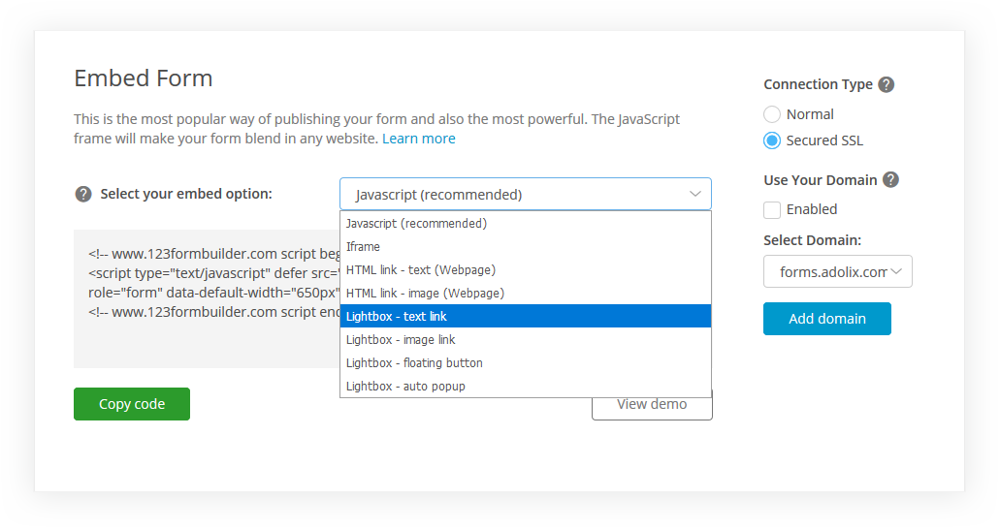 Embed Form
This is the most popular way of publishing your form and also the most powerful. The JavaScript
frame will make your form blend in any website. Learn more
? Select your embed option:
Javascript (recommended)
Javascript (recommended)
Iframe
HTML link - text (Webpage)
HTML link - image (Webpage)
Lightbox - text link
Lightbox - image link
Lightbox - floating button
Lightbox - auto popup
<!-- www.123formbuilder.com script beg
<script type="text/javascript" defer src="
role="form" data-default-width="650px"
<!-- www.123formbuilder.com script end
Copy code
View demo
Connection Type ?
Normal
Secured SSL
Use Your Domain ?
Enabled
Select Domain:
forms.adolix.com
Add domain